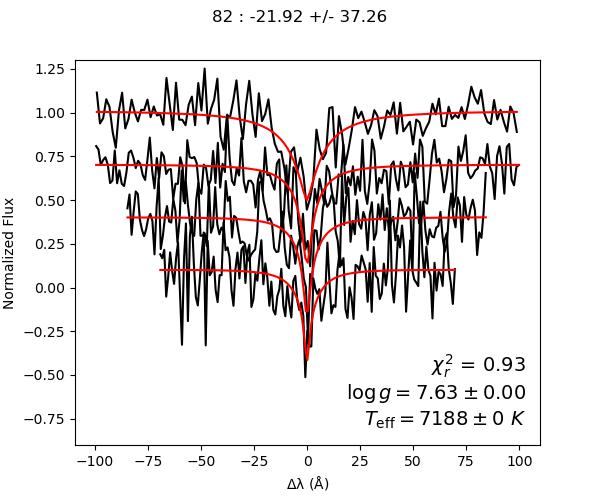 82 : -21.92 +/- 37.26
1.25
1.00
0.75
0.50
0.25
0.00
−0.25
−0.50
−0.75
Normalized Flux
χ²ᵣ = 0.93
log g = 7.63 ± 0.00
T_eff = 7188 ± 0 K
−100 −75 −50 −25 0 25 50 75 100
Δλ (Å)